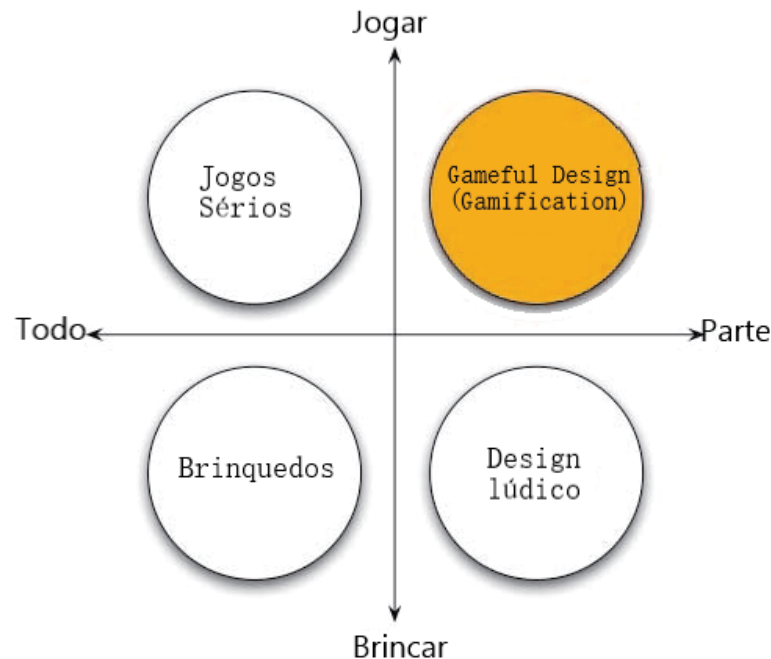 Jogar
Jogos
Sérios
Gameful Design
(Gamification)
Todo
Parte
Brinquedos
Design
lúdico
Brincar